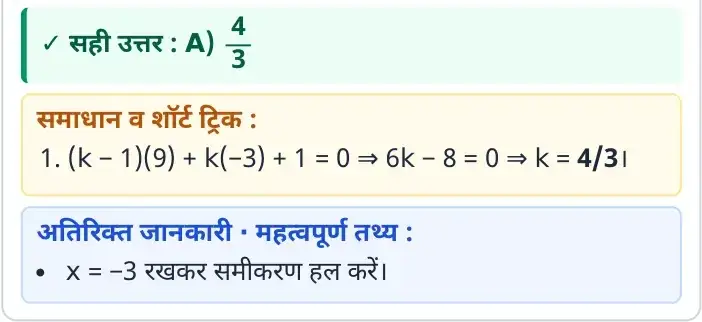 ✓ सही उत्तर : A) 4/3
समाधान व शॉर्ट ट्रिक :
1. (k − 1)(9) + k(−3) + 1 = 0 ⇒ 6k − 8 = 0 ⇒ k = 4/3।
अतिरिक्त जानकारी · महत्वपूर्ण तथ्य :
• x = −3 रखकर समीकरण हल करें।